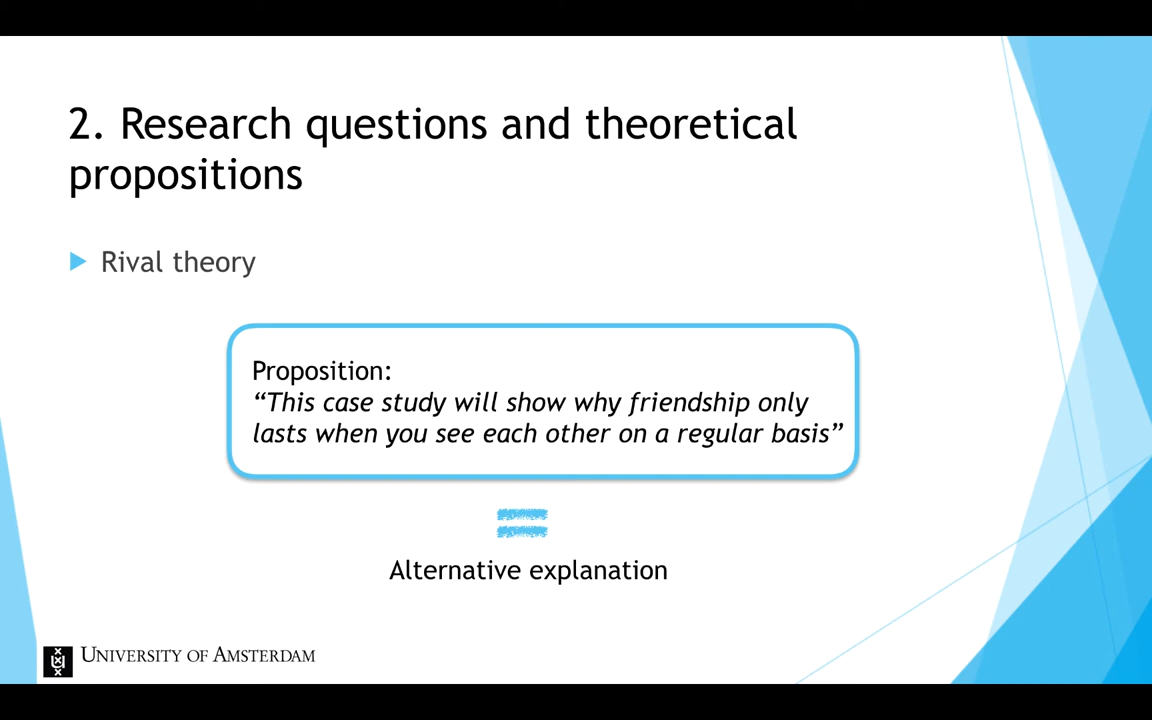 2. Research questions and theoretical
propositions
Rival theory
Proposition:
“This case study will show why friendship only
lasts when you see each other on a regular basis”
Alternative explanation
UNIVERSITY OF AMSTERDAM